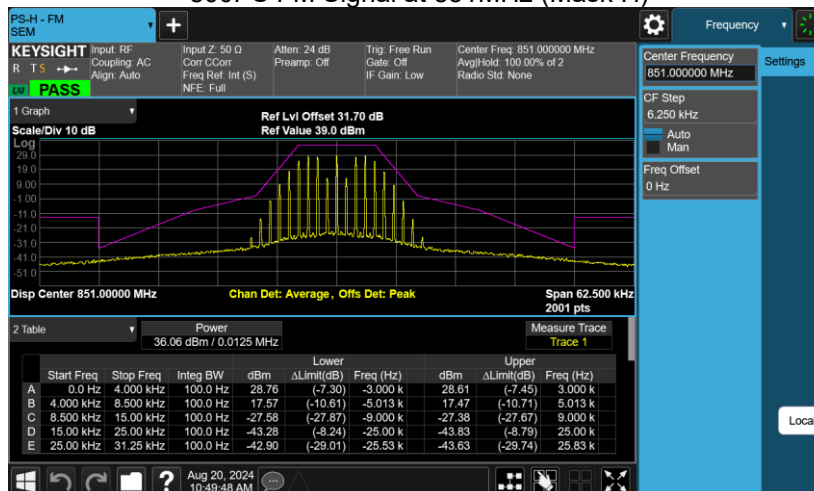 PS-H - FM
SEM
Frequency
KEYSIGHT
R T S
LXI PASS
Input: RF
Coupling: AC
Align: Auto
Input Z: 50 Ω
Corr CCorr
Freq Ref: Int (S)
NFE: Full
Atten: 24 dB
Preamp: Off
Trig: Free Run
Gate: Off
IF Gain: Low
Center Freq: 851.000000 MHz
Avg|Hold: 100.00% of 2
Radio Std: None
Center Frequency
851.000000 MHz
Settings
CF Step
6.250 kHz
Auto
Man
Freq Offset
0 Hz
1 Graph
Scale/Div 10 dB
Ref Lvl Offset 31.70 dB
Ref Value 39.0 dBm
Log
29.0
19.0
9.00
-1.00
-11.0
-21.0
-31.0
-41.0
-51.0
Disp Center 851.00000 MHz
Chan Det: Average, Offs Det: Peak
Span 62.500 kHz
2001 pts
2 Table
Power
36.06 dBm / 0.0125 MHz
Measure Trace
Trace 1
Lower Upper
Start Freq Stop Freq Integ BW dBm ΔLimit(dB) Freq (Hz) dBm ΔLimit(dB) Freq (Hz)
A 0.0 Hz 4.000 kHz 100.0 Hz 28.76 (-7.30) -3.000 k 28.61 (-7.45) 3.000 k
B 4.000 kHz 8.500 kHz 100.0 Hz 17.57 (-10.61) -5.013 k 17.47 (-10.71) 5.013 k
C 8.500 kHz 15.00 kHz 100.0 Hz -27.58 (-27.87) -9.000 k -27.38 (-27.67) 9.000 k
D 15.00 kHz 25.00 kHz 100.0 Hz -43.28 (-8.24) -25.00 k -43.83 (-8.79) 25.00 k
E 25.00 kHz 31.25 kHz 100.0 Hz -42.90 (-29.01) -25.53 k -43.63 (-29.74) 25.83 k
Local
Aug 20, 2024
10:49:48 AM